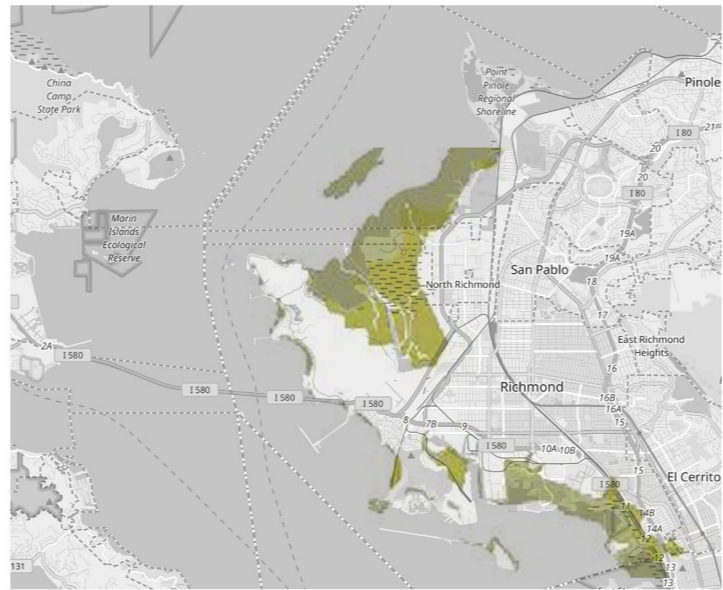 China
Camp
State Park
Point
Pinole
Regional
Shoreline
Pinole
I 80
21
20
20
I 80
Marin
Islands
Ecological
Reserve
19A
19A
San Pablo
18
North Richmond
17
East Richmond
Heights
2A
I 580
16
I 580
I 580
I 580
Richmond
16B
16A
15
8
7B
9
I 580
10A
10B
15
El Cerrito
I 580
11
14B
14A
12
12
13
13
131